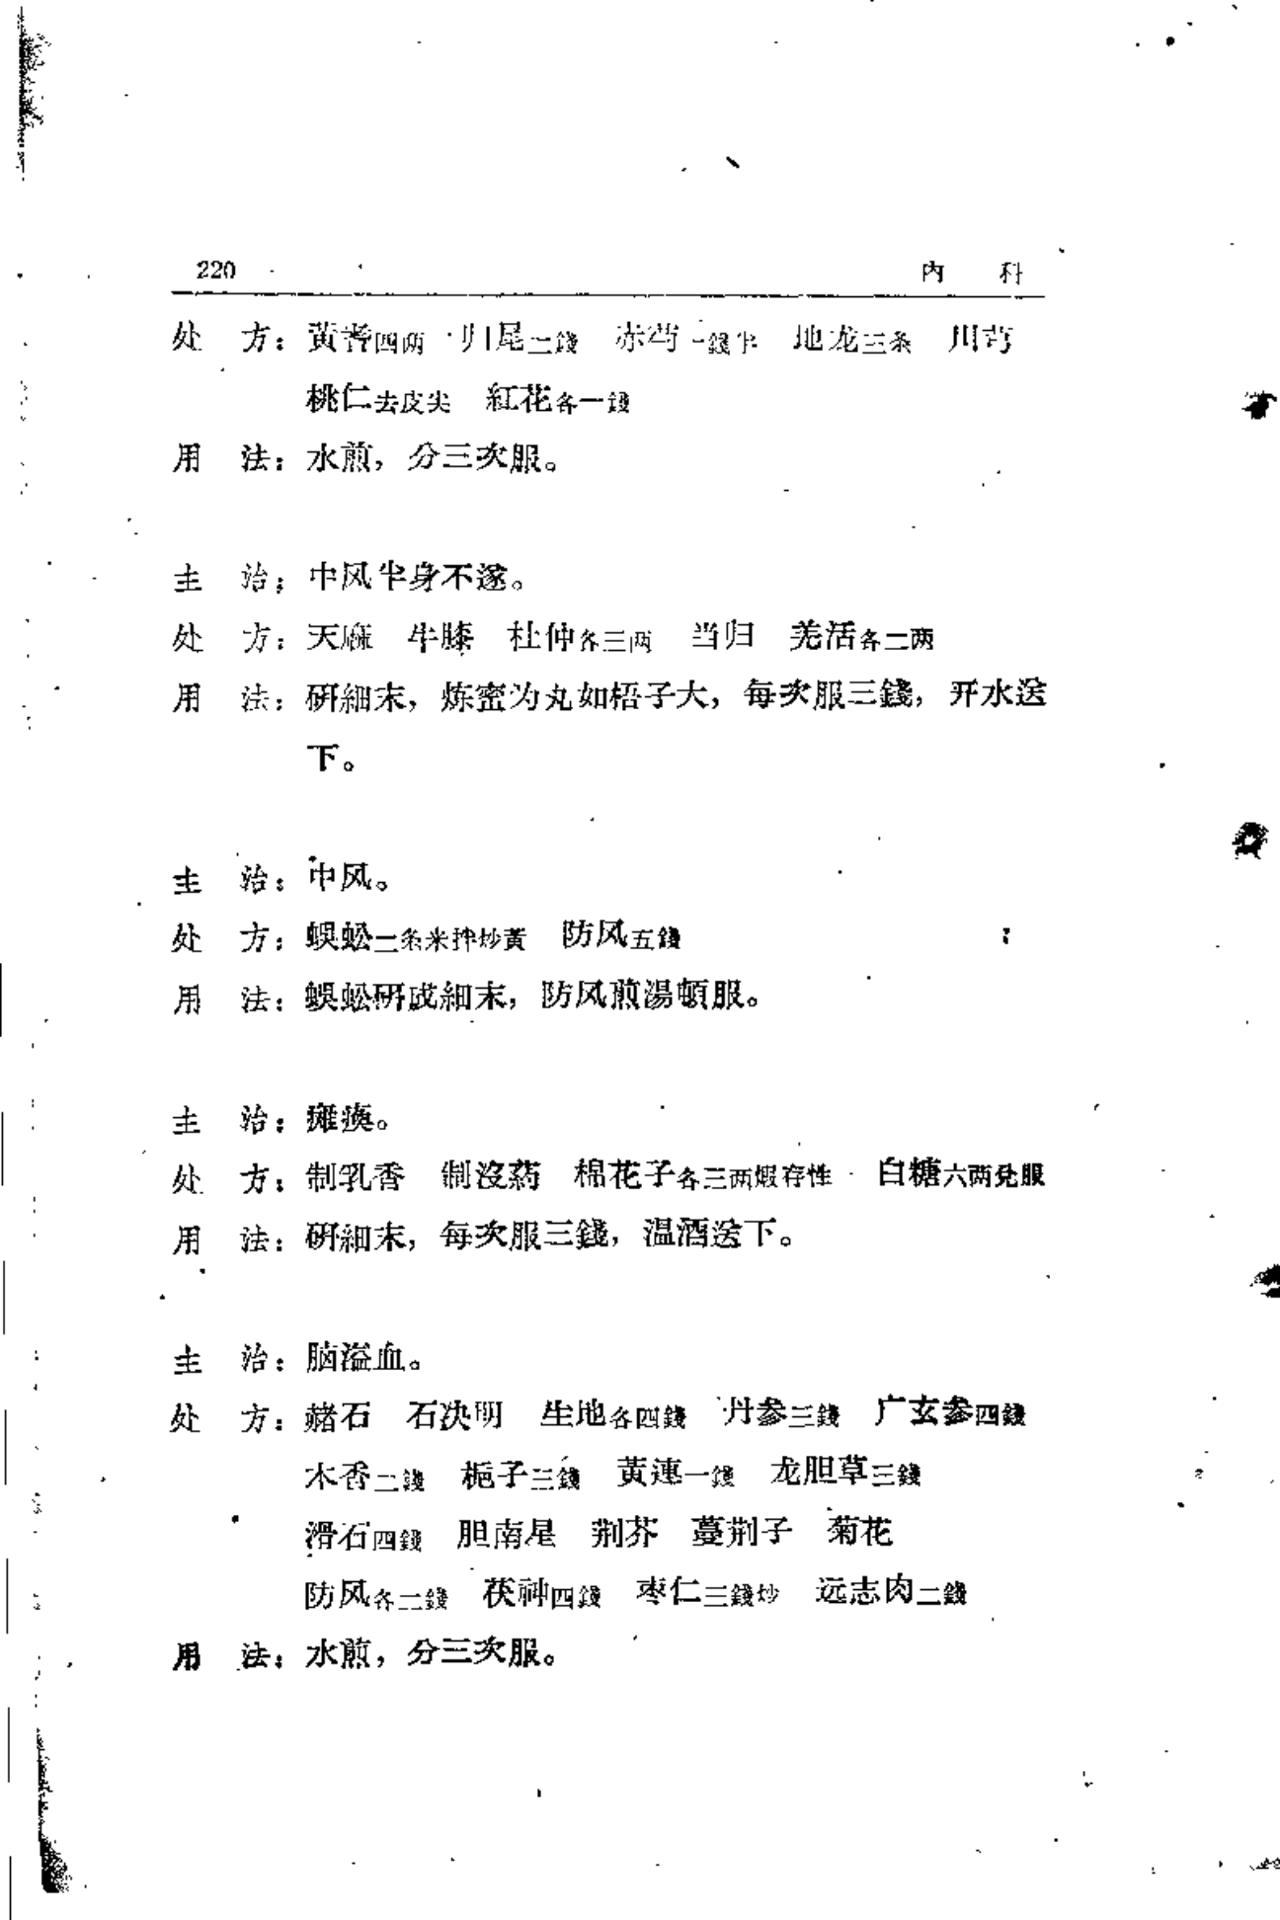 220 内 科
处 方：黄耆四两 归尾二錢 赤芍一錢半 地龙三条 川芎
桃仁去皮尖 紅花各一錢
用 法：水煎，分三次服。
主 治：中风半身不遂。
处 方：天麻 牛膝 杜仲各三两 当归 羌活各二两
用 法：研細末，炼蜜为丸如梧子大，每次服三錢，开水送
下。
主 治：中风。
处 方：蜈蚣二条米拌炒黃 防风五錢
用 法：蜈蚣研成細末，防风煎湯頓服。
主 治：瘫痪。
处 方：制乳香 制沒葯 棉花子各三两煅存性 白糖六两兌服
用 法：研細末，每次服三錢，温酒送下。
主 治：脑溢血。
处 方：赭石 石决明 生地各四錢 丹参三錢 广玄参四錢
木香二錢 梔子三錢 黃連一錢 龙胆草三錢
滑石四錢 胆南星 荆芥 蔓荆子 菊花
防风各二錢 茯神四錢 枣仁三錢炒 远志肉二錢
用 法：水煎，分三次服。